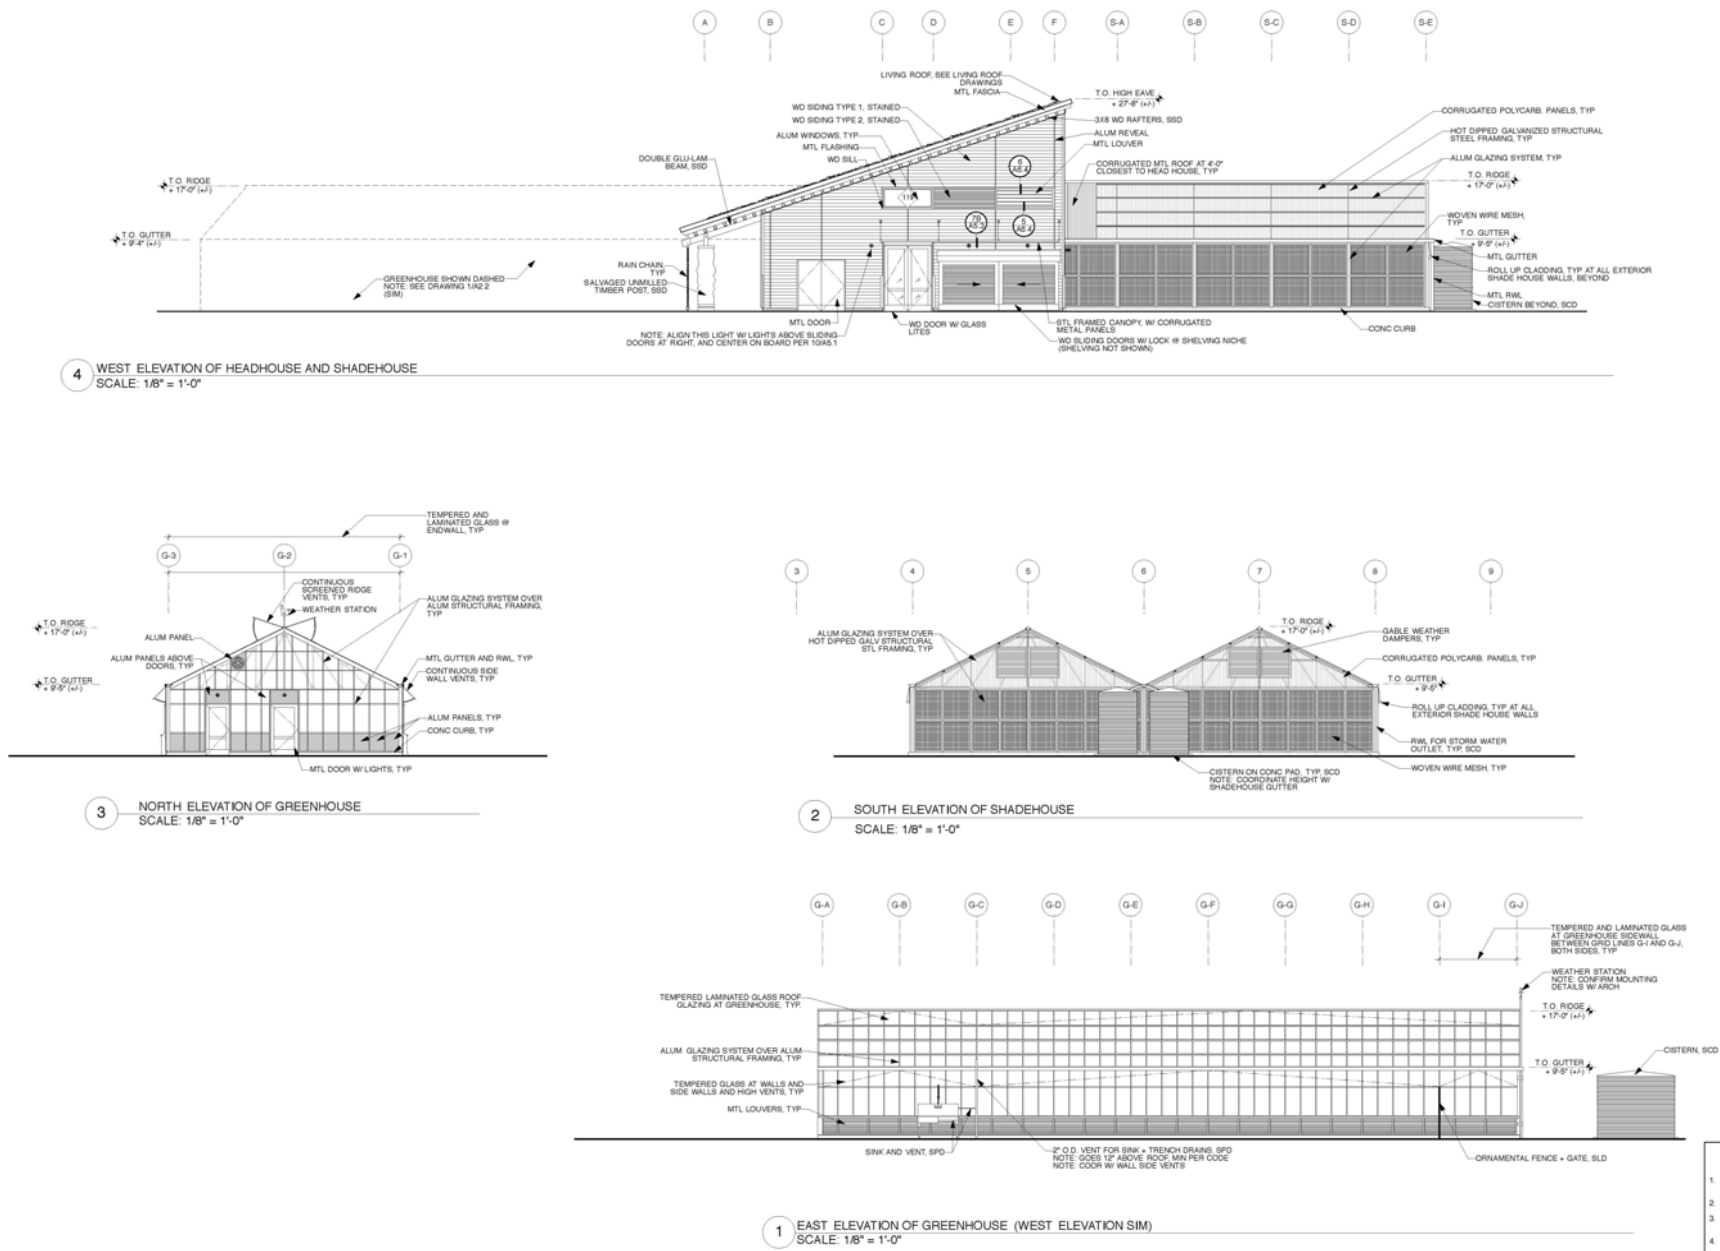 A
B
C
D
E
F
S-A
S-B
S-C
S-D
S-E
LIVING ROOF, SEE LIVING ROOF
DRAWINGS
MTL FASCIA
WD SIDING TYPE 1, STAINED
WD SIDING TYPE 2, STAINED
ALUM WINDOWS, TYP
MTL FLASHING
WD SILL
DOUBLE GLU-LAM
BEAM, SSD
T.O. HIGH EAVE
+ 27'-8" (+/-)
3X8 WD RAFTERS, SSD
ALUM REVEAL
MTL LOUVER
CORRUGATED MTL ROOF AT 4'-0"
CLOSEST TO HEAD HOUSE, TYP
CORRUGATED POLYCARB. PANELS, TYP
HOT DIPPED GALVANIZED STRUCTURAL
STEEL FRAMING, TYP
ALUM GLAZING SYSTEM, TYP
T.O. RIDGE
+ 17'-0" (+/-)
WOVEN WIRE MESH,
TYP
T.O. GUTTER
+ 9'-5" (+/-)
MTL GUTTER
ROLL UP CLADDING, TYP AT ALL EXTERIOR
SHADE HOUSE WALLS, BEYOND
MTL RWL
CISTERN BEYOND, SCD
CONC CURB
T.O. RIDGE
+ 17'-0" (+/-)
T.O. GUTTER
+ 9'-4" (+/-)
GREENHOUSE SHOWN DASHED
NOTE: SEE DRAWING 1/A2.2
(SIM)
RAIN CHAIN,
TYP
SALVAGED UNMILLED
TIMBER POST, SSD
MTL DOOR
NOTE: ALIGN THIS LIGHT W/ LIGHTS ABOVE SLIDING
DOORS AT RIGHT, AND CENTER ON BOARD PER 10/A5.1
WD DOOR W/ GLASS
LITES
STL FRAMED CANOPY, W/ CORRUGATED
METAL PANELS
WD SLIDING DOORS W/ LOCK @ SHELVING NICHE
(SHELVING NOT SHOWN)
6
A6.4
7B
A5.3
5
A6.4
4
WEST ELEVATION OF HEADHOUSE AND SHADEHOUSE
SCALE: 1/8" = 1'-0"
TEMPERED AND
LAMINATED GLASS @
ENDWALL, TYP
G-3
G-2
G-1
CONTINUOUS
SCREENED RIDGE
VENTS, TYP
WEATHER STATION
ALUM GLAZING SYSTEM OVER
ALUM STRUCTURAL FRAMING,
TYP
T.O. RIDGE
+ 17'-0" (+/-)
ALUM PANEL
ALUM PANELS ABOVE
DOORS, TYP
T.O. GUTTER
+ 9'-5" (+/-)
MTL GUTTER AND RWL, TYP
CONTINUOUS SIDE
WALL VENTS, TYP
ALUM PANELS, TYP
CONC CURB, TYP
MTL DOOR W/ LIGHTS, TYP
3
NORTH ELEVATION OF GREENHOUSE
SCALE: 1/8" = 1'-0"
3
4
5
6
7
8
9
ALUM GLAZING SYSTEM OVER
HOT DIPPED GALV STRUCTURAL
STL FRAMING, TYP
T.O. RIDGE
+ 17'-0" (+/-)
GABLE WEATHER
DAMPERS, TYP
CORRUGATED POLYCARB. PANELS, TYP
T.O. GUTTER
+ 9'-5"
ROLL UP CLADDING, TYP AT ALL
EXTERIOR SHADE HOUSE WALLS
RWL FOR STORM WATER
OUTLET, TYP, SCD
WOVEN WIRE MESH, TYP
CISTERN ON CONC PAD, TYP, SCD
NOTE: COORDINATE HEIGHT W/
SHADEHOUSE GUTTER
2
SOUTH ELEVATION OF SHADEHOUSE
SCALE: 1/8" = 1'-0"
G-A
G-B
G-C
G-D
G-E
G-F
G-G
G-H
G-I
G-J
TEMPERED AND LAMINATED GLASS
AT GREENHOUSE SIDEWALL
BETWEEN GRID LINES G-I AND G-J,
BOTH SIDES, TYP
WEATHER STATION
NOTE: CONFIRM MOUNTING
DETAILS W/ ARCH
TEMPERED LAMINATED GLASS ROOF
GLAZING AT GREENHOUSE, TYP.
T.O. RIDGE
+ 17'-0" (+/-)
ALUM GLAZING SYSTEM OVER ALUM
STRUCTURAL FRAMING, TYP
T.O. GUTTER
+ 9'-5" (+/-)
CISTERN, SCD
TEMPERED GLASS AT WALLS AND
SIDE WALLS AND HIGH VENTS, TYP
MTL LOUVERS, TYP
SINK AND VENT, SPD
2" O.D. VENT FOR SINK + TRENCH DRAINS, SPD
NOTE: GOES 12" ABOVE ROOF, MIN PER CODE
NOTE: COOR W/ WALL SIDE VENTS
ORNAMENTAL FENCE + GATE, SLD
1
EAST ELEVATION OF GREENHOUSE (WEST ELEVATION SIM)
SCALE: 1/8" = 1'-0"
1.
2.
3.
4.